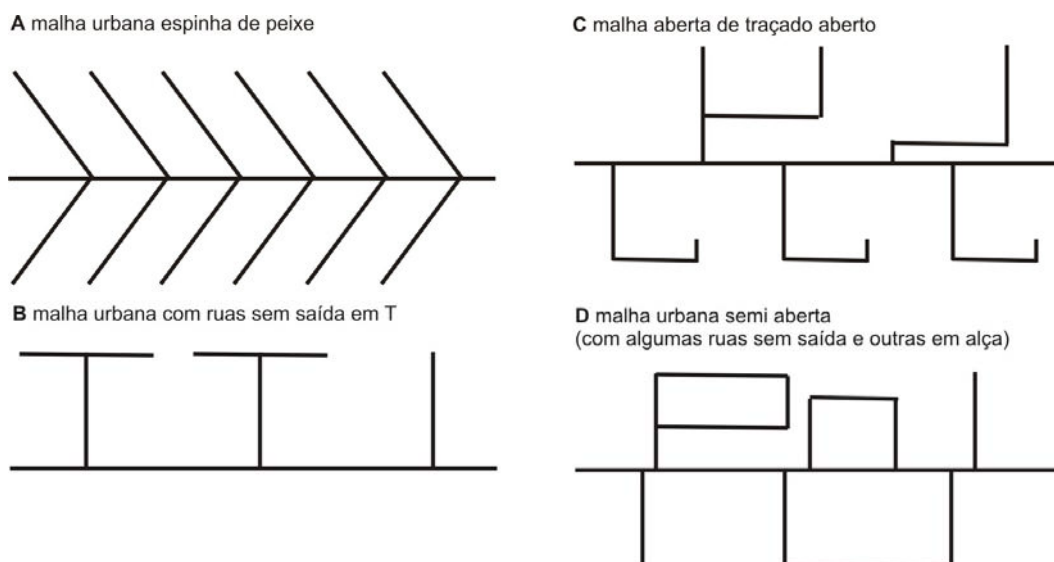 A malha urbana espinha de peixe
B malha urbana com ruas sem saída em T
C malha aberta de traçado aberto
D malha urbana semi aberta
(com algumas ruas sem saída e outras em alça)